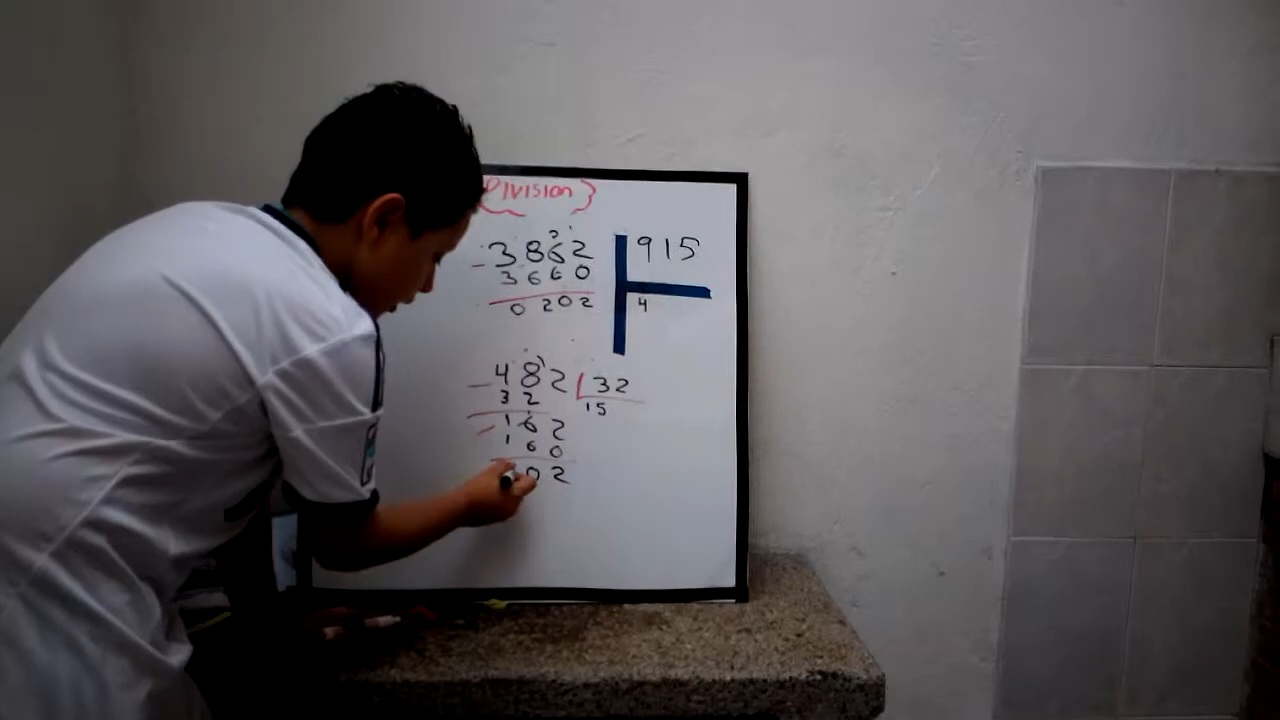 Division
- 3862 915
3660
0202 4
- 482 32
32 15
- 162
160
02